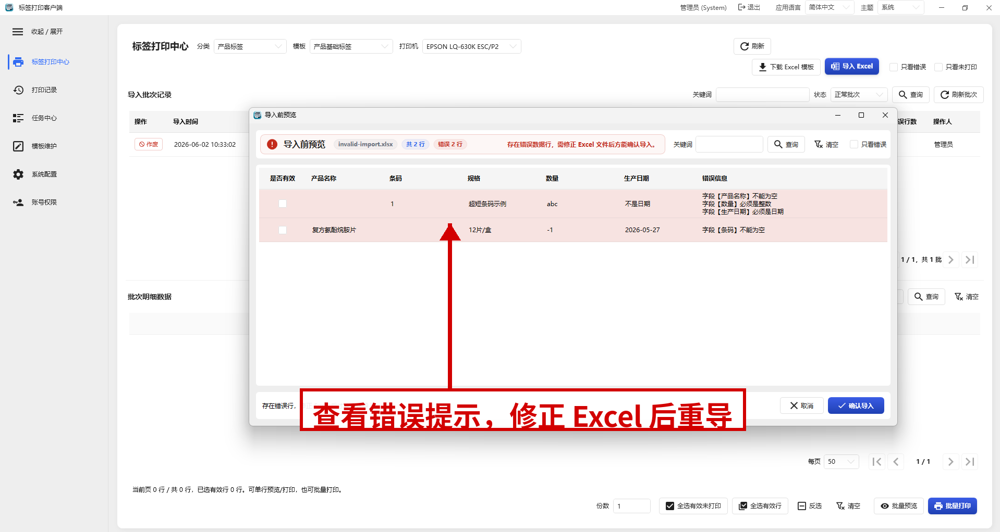 标签打印客户端
管理员 (System)
退出
应用语言
简体中文
主题
系统
收起 / 展开
标签打印中心
打印记录
任务中心
模板维护
系统配置
账号权限
标签打印中心
分类
产品标签
模板
产品基础标签
打印机
EPSON LQ-630K ESC/P2
刷新
下载 Excel 模板
导入 Excel
只看错误
只看未打印
导入批次记录
关键词
状态
正常批次
查询
刷新批次
操作
导入时间
误行数
操作人
作废
2026-06-02 10:33:02
管理员
导入前预览
导入前预览
invalid-import.xlsx
共 2 行
错误 2 行
存在错误数据行，需修正 Excel 文件后方能确认导入。
关键词
查询
清空
只看错误
是否有效
产品名称
条码
规格
数量
生产日期
错误信息
1
超短条码示例
abc
不是日期
字段【产品名称】不能为空
字段【数量】必须是整数
字段【生产日期】必须是日期
复方氨酚烷胺片
12片/盒
-1
2026-05-27
字段【条码】不能为空
1 / 1，共 1 批
批次明细数据
查询
清空
存在错误行，
查看错误提示，修正 Excel 后重导
取消
确认导入
每页
50
1 / 1
当前页 0 行 / 共 0 行，已选有效行 0 行。可单行预览/打印，也可批量打印。
份数
1
全选有效未打印
全选有效行
反选
清空
批量预览
批量打印